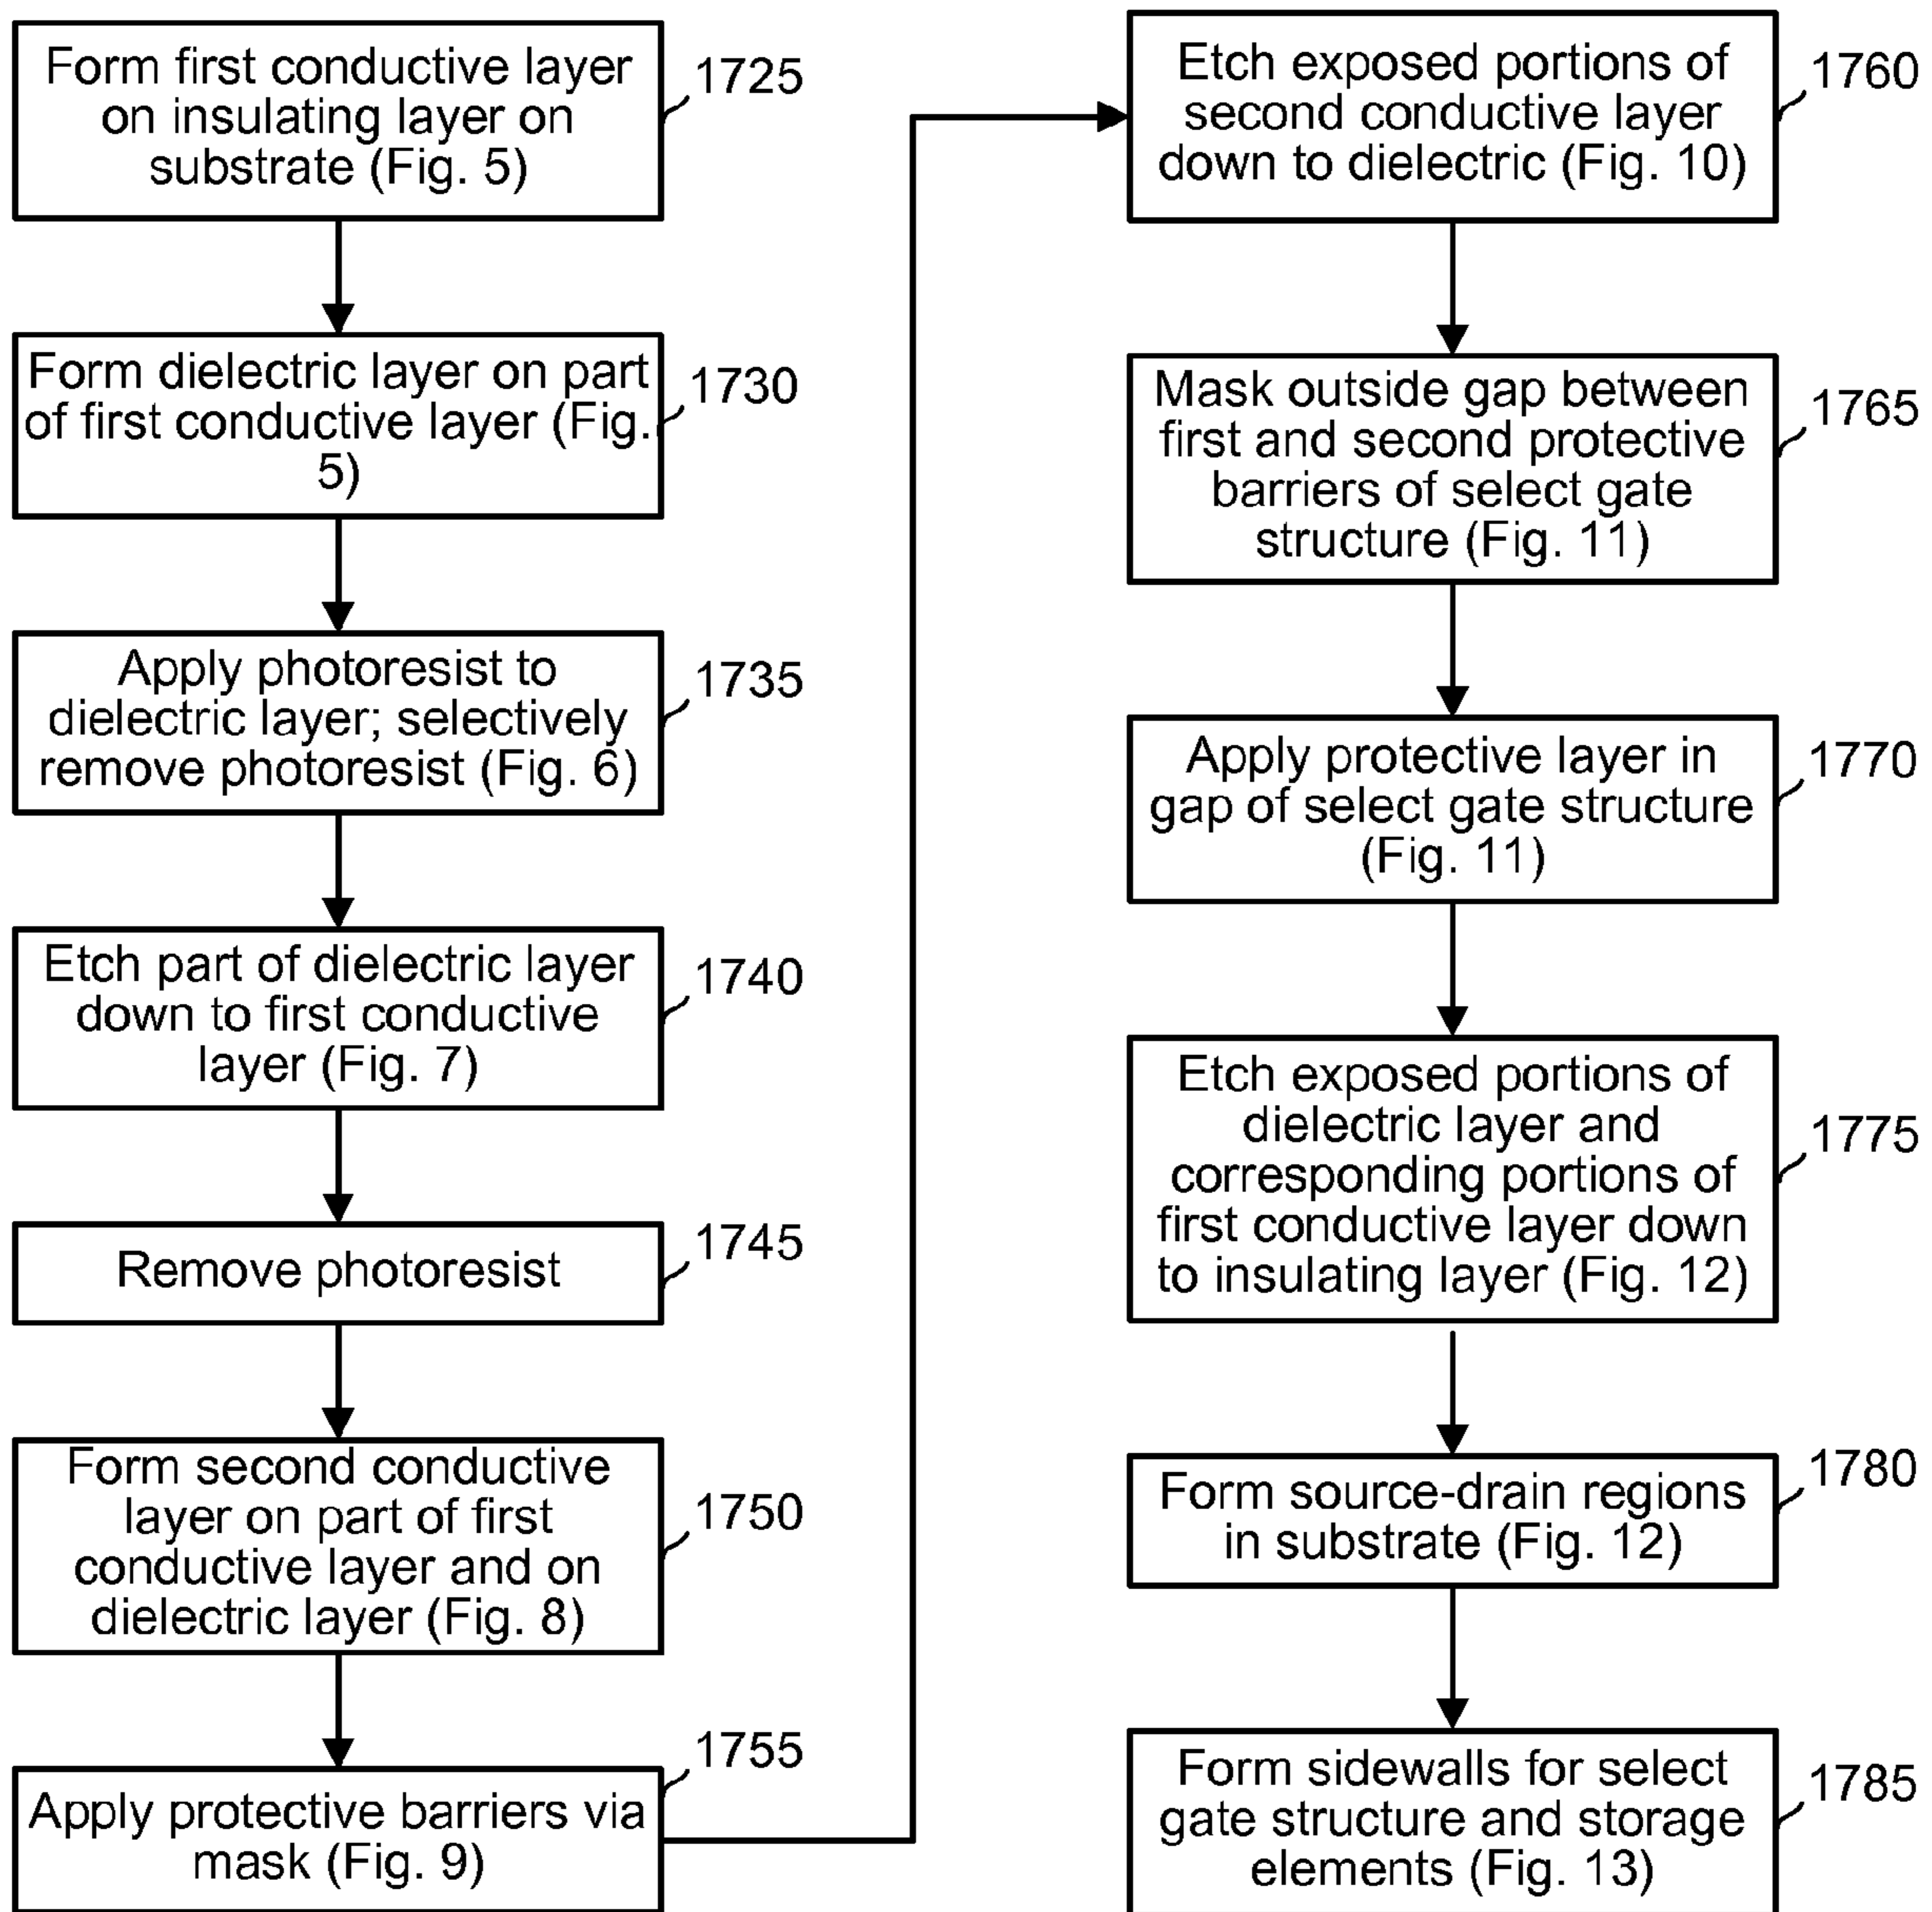 Form first conductive layer
on insulating layer on
substrate (Fig. 5)
1725
Form dielectric layer on part
of first conductive layer (Fig.
5)
1730
Apply photoresist to
dielectric layer; selectively
remove photoresist (Fig. 6)
1735
Etch part of dielectric layer
down to first conductive
layer (Fig. 7)
1740
Remove photoresist
1745
Form second conductive
layer on part of first
conductive layer and on
dielectric layer (Fig. 8)
1750
Apply protective barriers via
mask (Fig. 9)
1755
Etch exposed portions of
second conductive layer
down to dielectric (Fig. 10)
1760
Mask outside gap between
first and second protective
barriers of select gate
structure (Fig. 11)
1765
Apply protective layer in
gap of select gate structure
(Fig. 11)
1770
Etch exposed portions of
dielectric layer and
corresponding portions of
first conductive layer down
to insulating layer (Fig. 12)
1775
Form source-drain regions
in substrate (Fig. 12)
1780
Form sidewalls for select
gate structure and storage
elements (Fig. 13)
1785